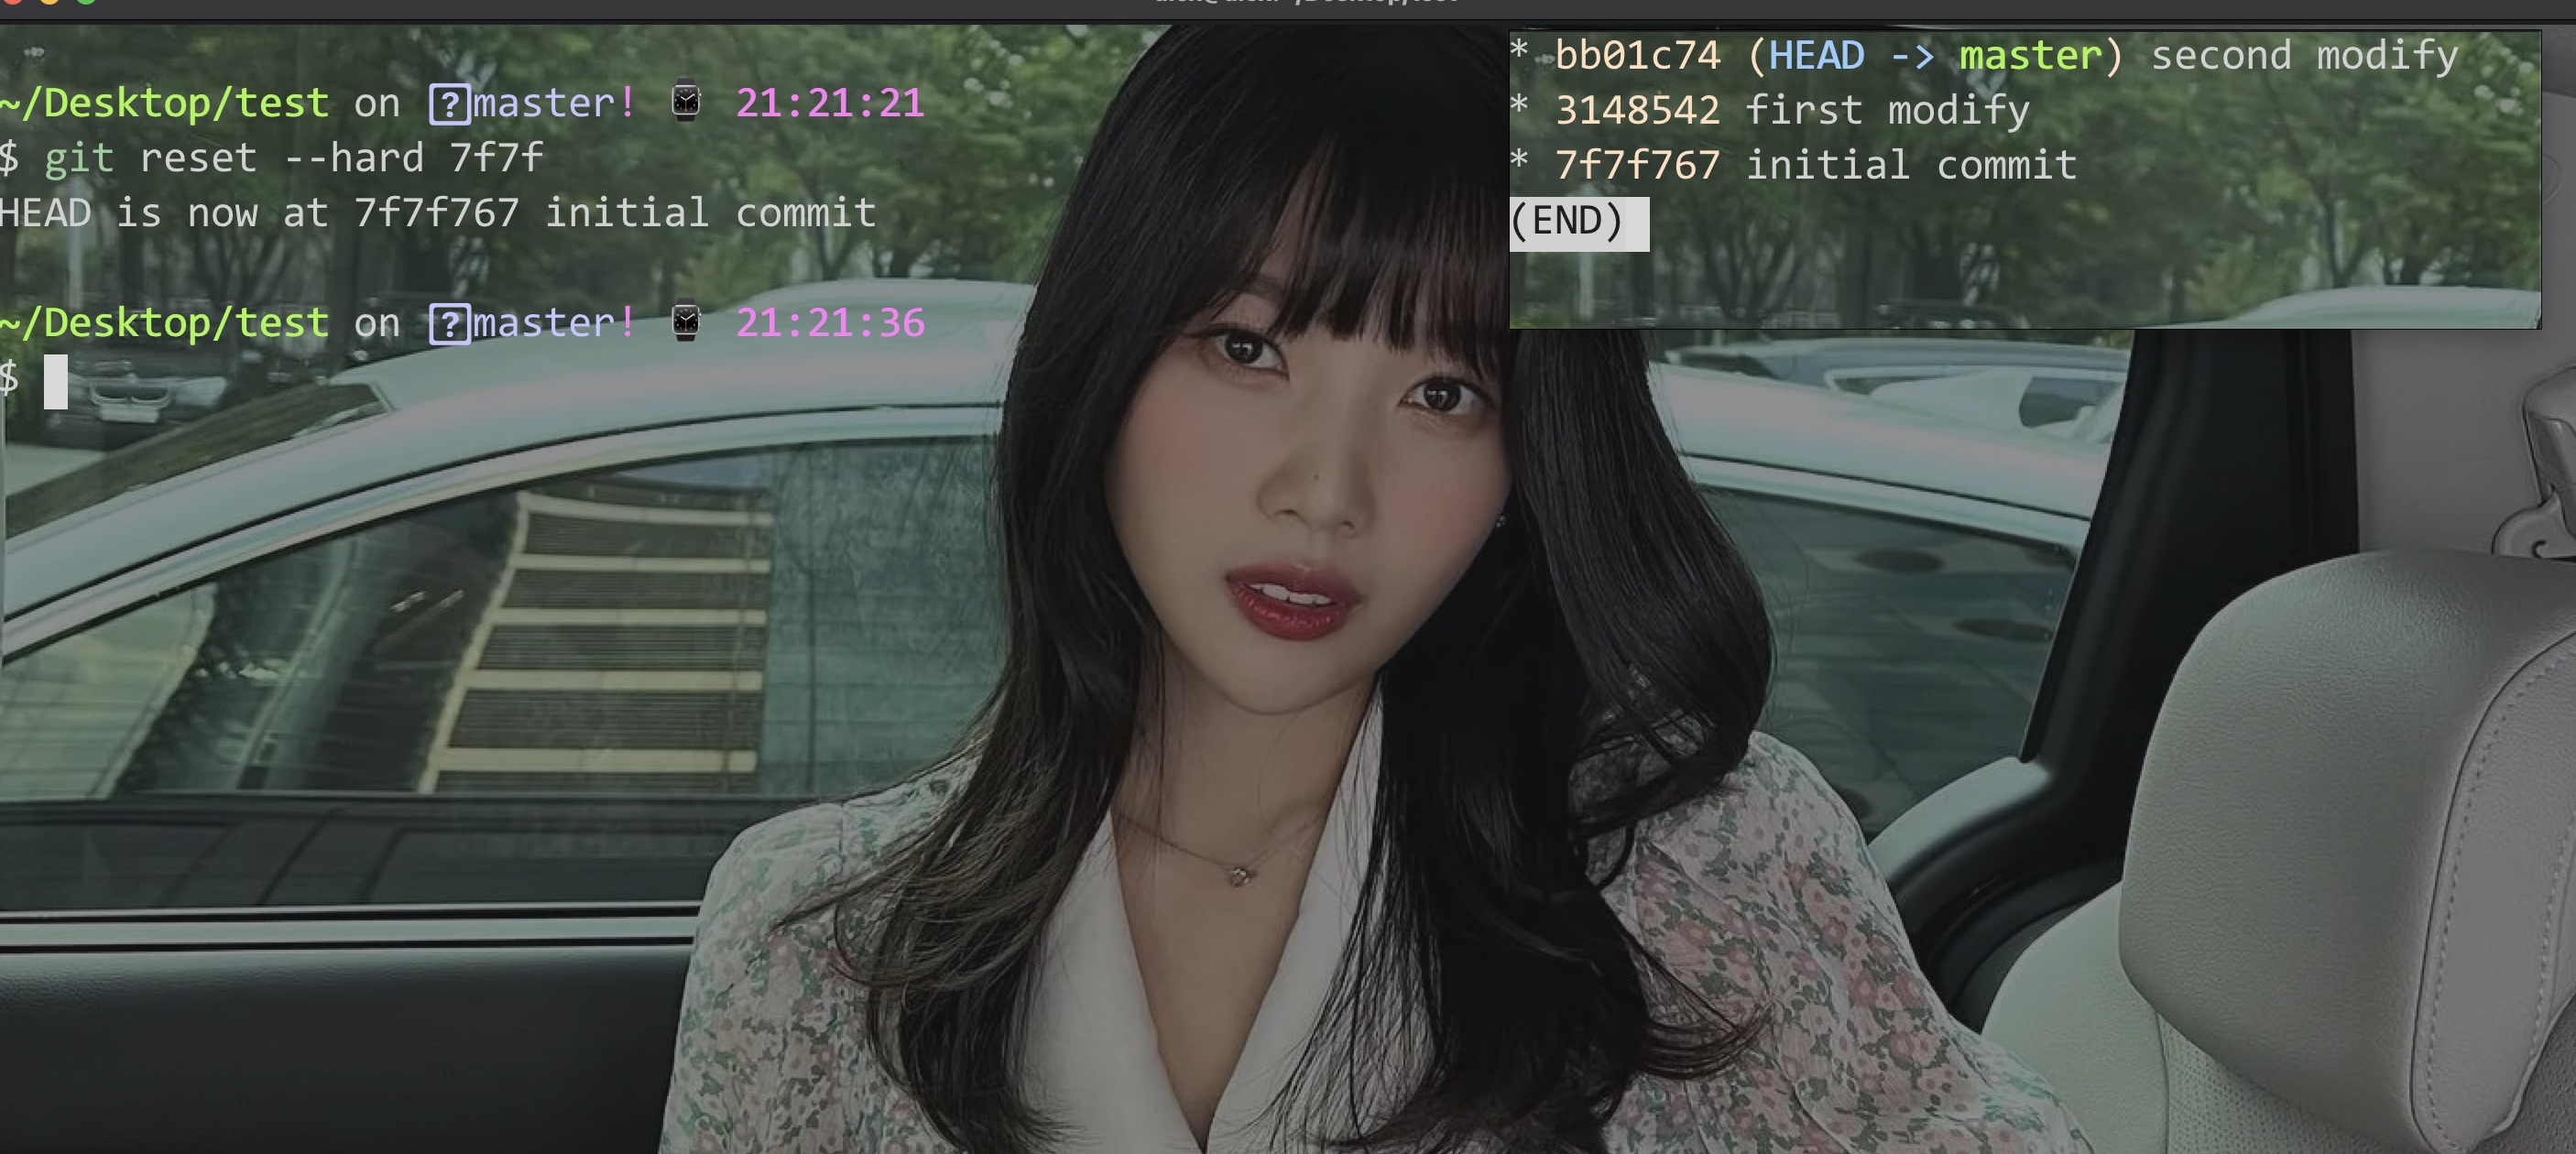 ~/Desktop/test on ?master! ⌚ 21:21:21
$ git reset --hard 7f7f
HEAD is now at 7f7f767 initial commit
~/Desktop/test on ?master! ⌚ 21:21:36
$
* bb01c74 (HEAD -> master) second modify
* 3148542 first modify
* 7f7f767 initial commit
(END)